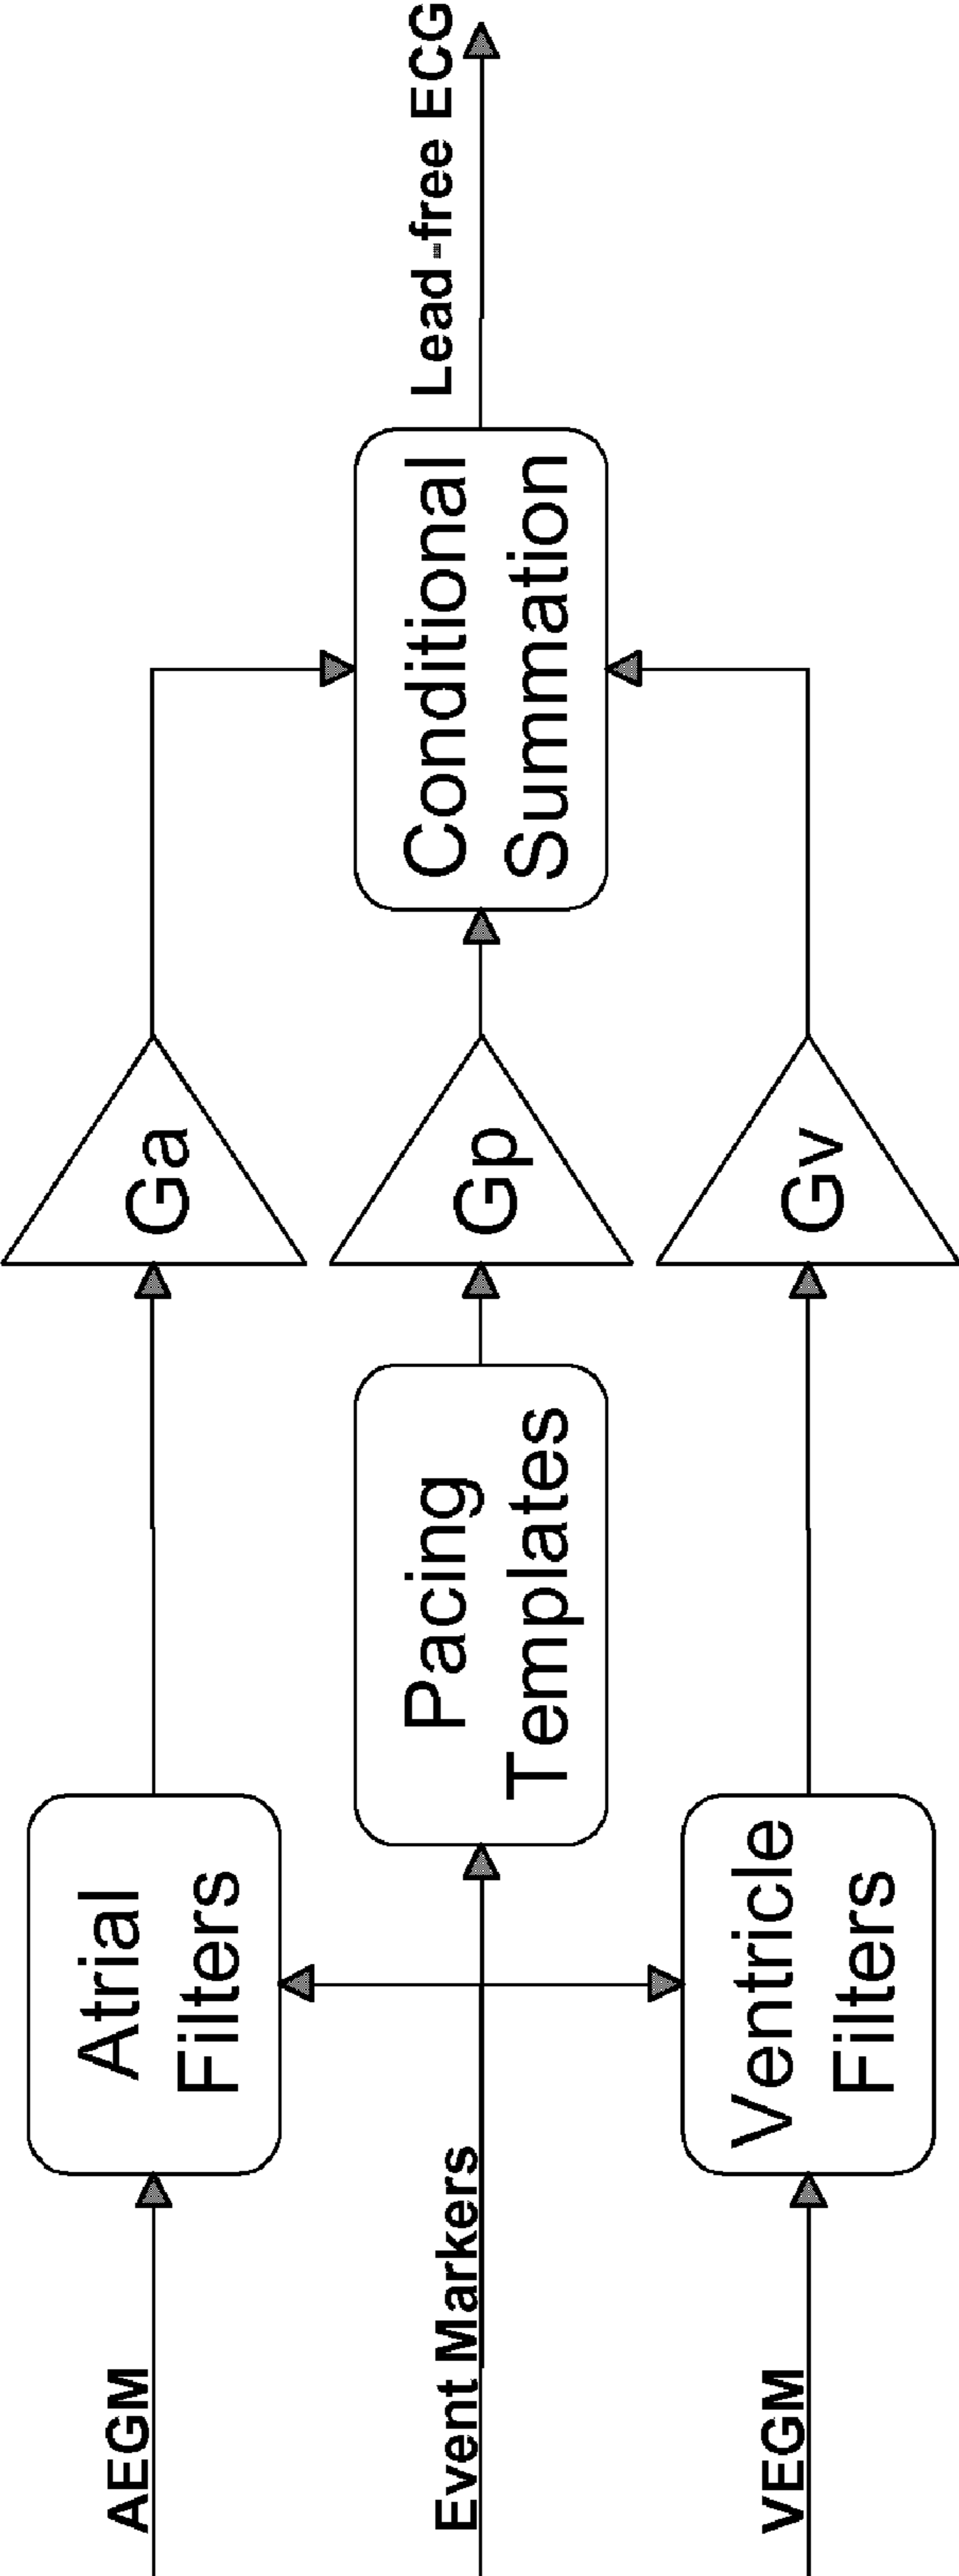 AEGM
Atrial
Filters
Ga
Event Markers
Pacing
Templates
Gp
Conditional
Summation
Lead-free ECG
VEGM
Ventricle
Filters
Gv